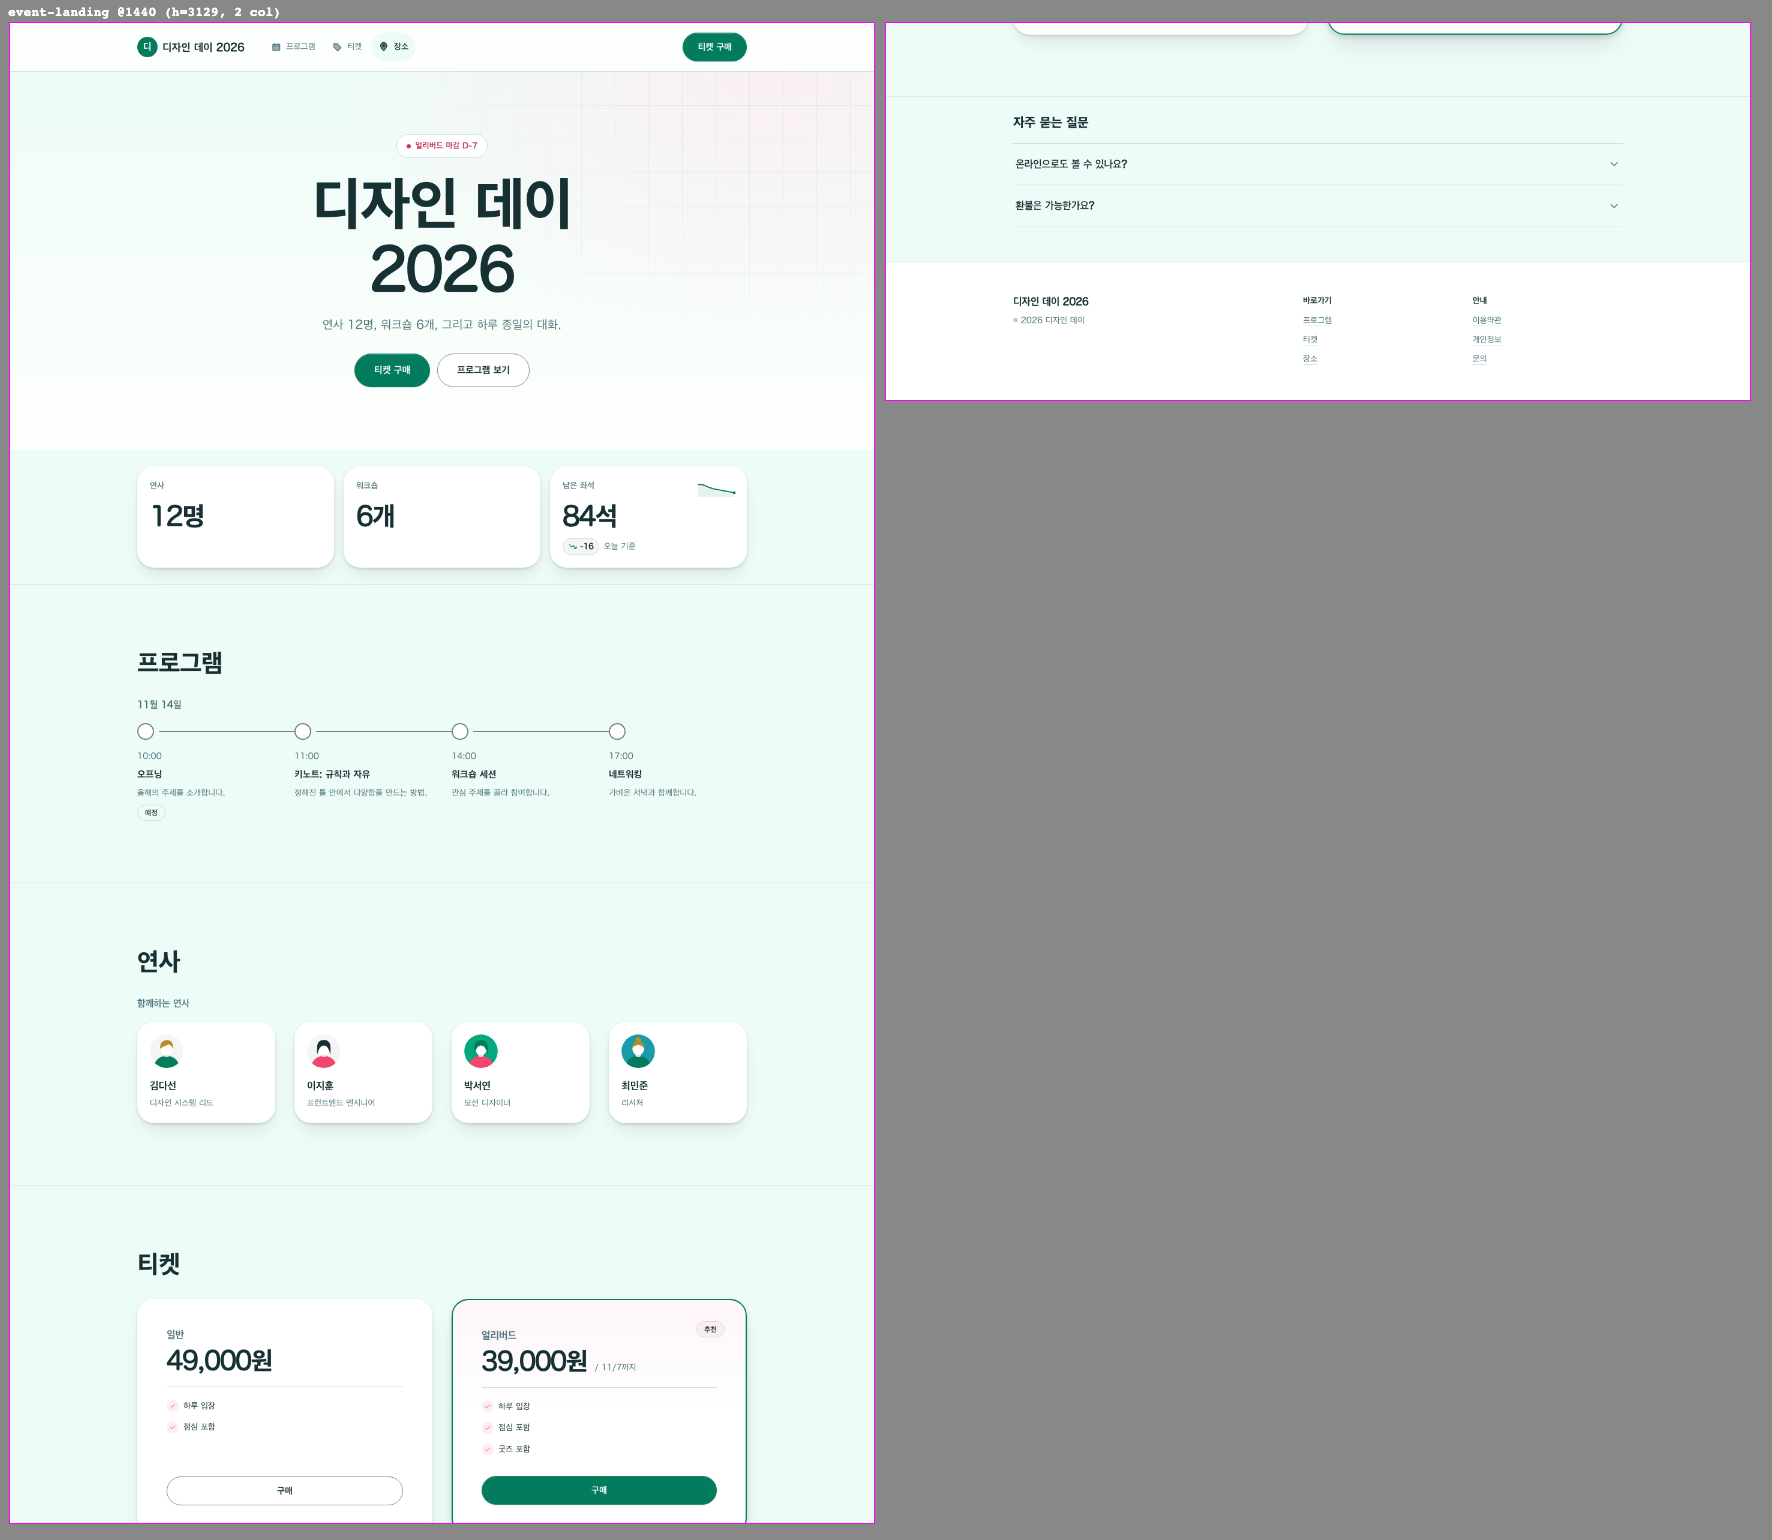 event-landing @1440 (h=3129, 2 col)
디 디자인 데이 2026 프로그램 티켓 장소 티켓 구매
얼리버드 마감 D-7
디자인 데이
2026
연사 12명, 워크숍 6개, 그리고 하루 종일의 대화.
티켓 구매 프로그램 보기
연사
12명
워크숍
6개
남은 좌석
84석
-16 오늘 기준
프로그램
11월 14일
10:00
오프닝
올해의 주제를 소개합니다.
예정
11:00
키노트: 규칙과 자유
정해진 틀 안에서 다양함을 만드는 방법.
14:00
워크숍 세션
관심 주제를 골라 참여합니다.
17:00
네트워킹
가벼운 저녁과 함께합니다.
연사
함께하는 연사
김다선
디자인 시스템 리드
이지훈
프런트엔드 엔지니어
박서연
모션 디자이너
최민준
리서처
티켓
일반
49,000원
하루 입장
점심 포함
구매
추천
얼리버드
39,000원 / 11/7까지
하루 입장
점심 포함
굿즈 포함
구매
자주 묻는 질문
온라인으로도 볼 수 있나요?
환불은 가능한가요?
디자인 데이 2026
© 2026 디자인 데이
바로가기
프로그램
티켓
장소
안내
이용약관
개인정보
문의